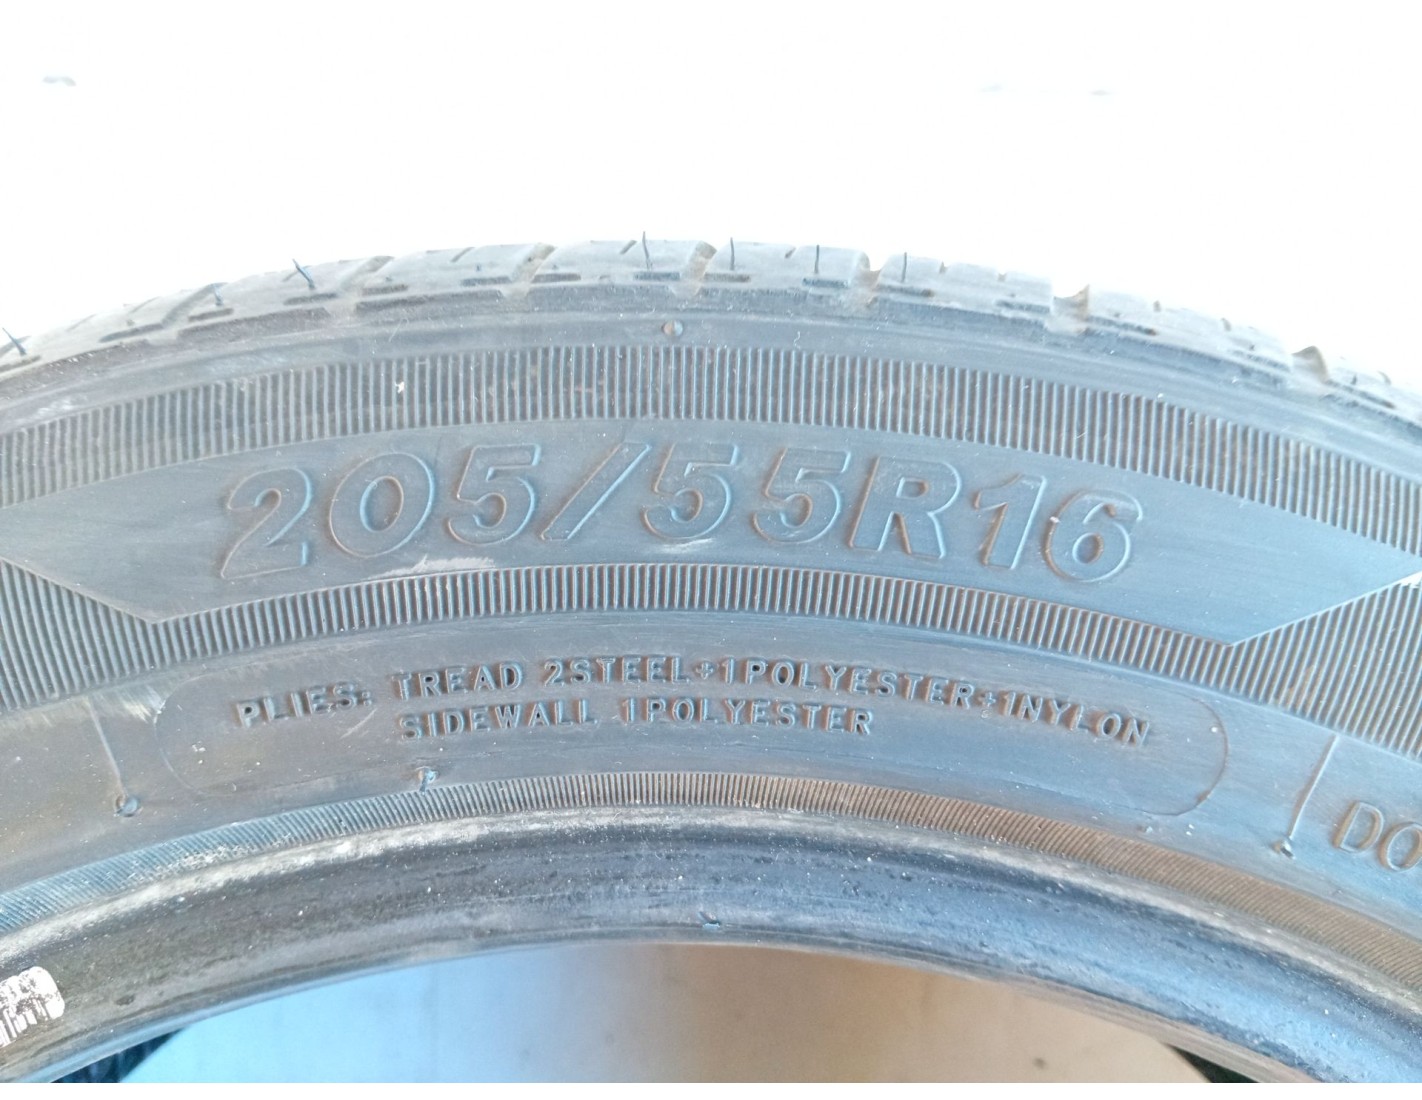 205/55R16
PLIES: TREAD 2STEEL+1POLYESTER+1NYLON
SIDEWALL 1POLYESTER
DO